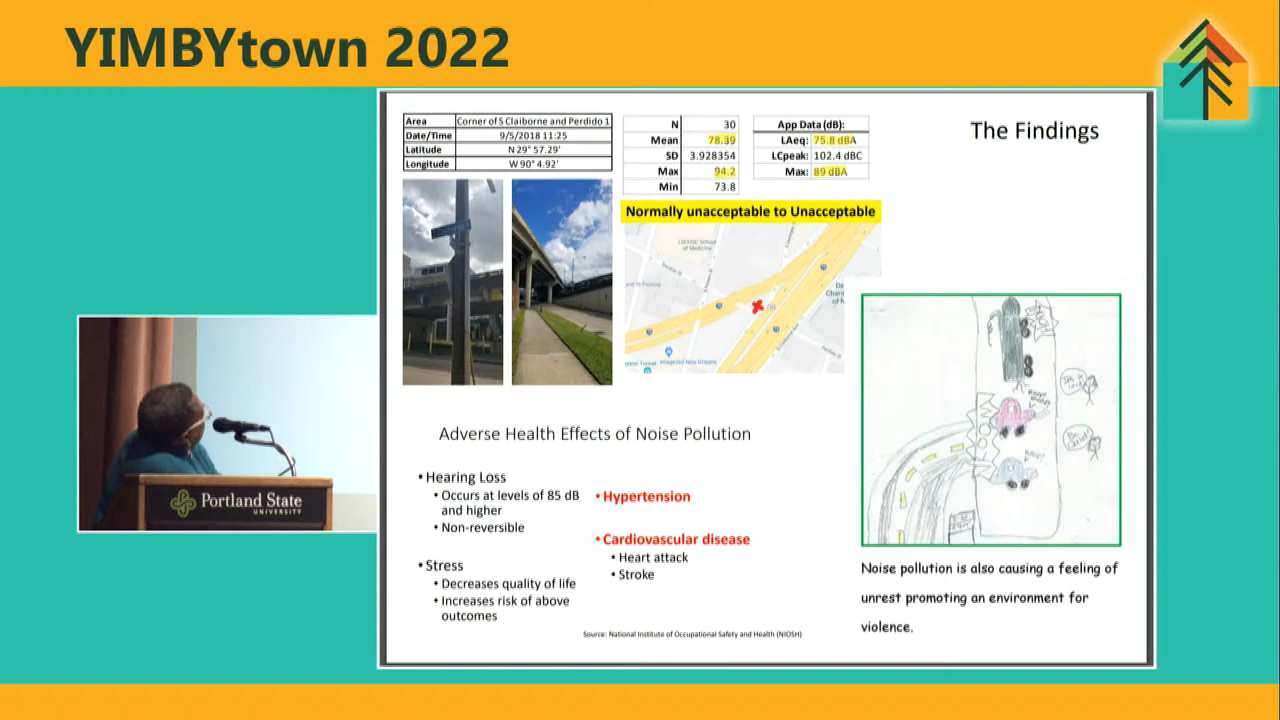 YIMBYtown 2022
Area Corner of S Claiborne and Perdido 1
Date/Time 9/5/2018 11:25
Latitude N 29° 57.29'
Longitude W 90° 4.92'
N 30
Mean 78.39
SD 3.928354
Max 94.2
Min 73.8
App Data (dB):
LAeq: 75.8 dBA
LCpeak: 102.4 dBC
Max: 89 dBA
The Findings
Normally unacceptable to Unacceptable
School
of Medicine
Perdido St
Adverse Health Effects of Noise Pollution
• Hearing Loss
• Occurs at levels of 85 dB
and higher
• Non-reversible
• Stress
• Decreases quality of life
• Increases risk of above
outcomes
• Hypertension
• Cardiovascular disease
• Heart attack
• Stroke
Source: National Institute of Occupational Safety and Health (NIOSH)
Noise pollution is also causing a feeling of
unrest promoting an environment for
violence.
Portland State
UNIVERSITY